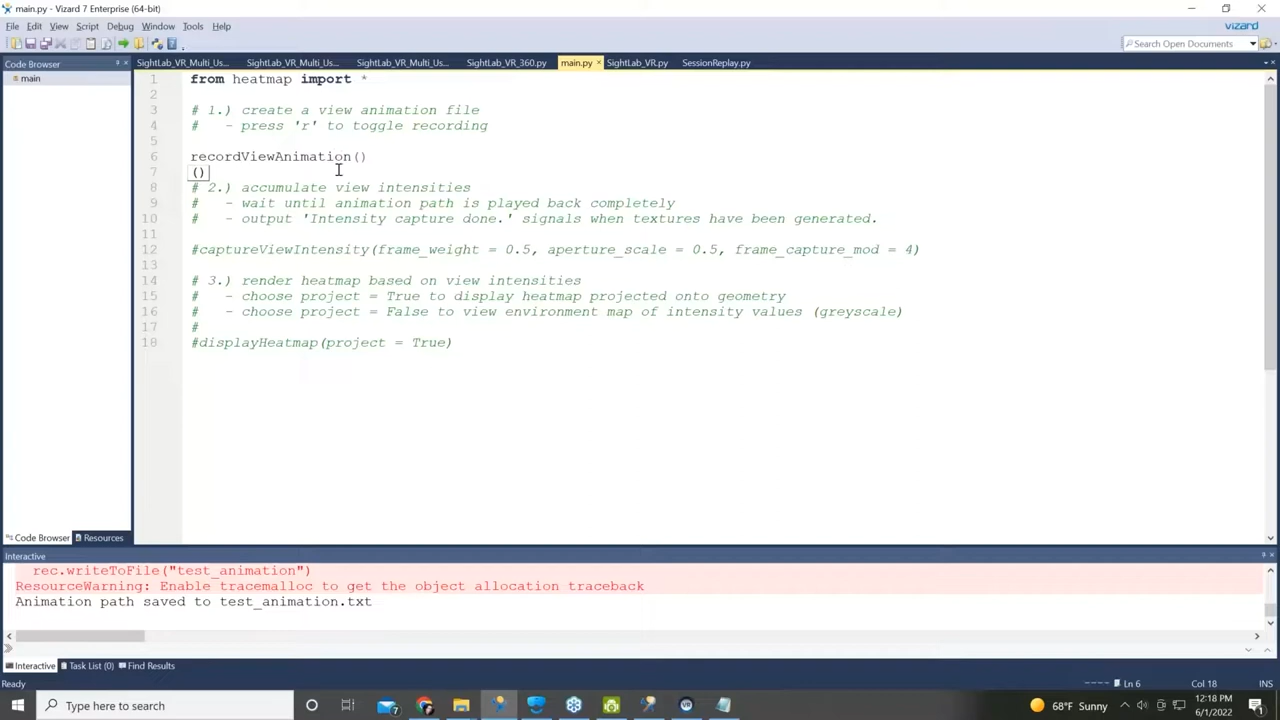 main.py - Vizard 7 Enterprise (64-bit)
File Edit View Script Debug Window Tools Help
vizard
Search Open Documents
Code Browser
SightLab_VR_Multi_Us... SightLab_VR_Multi_Us... SightLab_VR_Multi_Us... SightLab_VR_360.py main.py SightLab_VR.py SessionReplay.py
main
1 from heatmap import *
2
3 # 1.) create a view animation file
4 # - press 'r' to toggle recording
5
6 recordViewAnimation()
7 ()
8 # 2.) accumulate view intensities
9 # - wait until animation path is played back completely
10 # - output 'Intensity capture done.' signals when textures have been generated.
11
12 #captureViewIntensity(frame_weight = 0.5, aperture_scale = 0.5, frame_capture_mod = 4)
13
14 # 3.) render heatmap based on view intensities
15 # - choose project = True to display heatmap projected onto geometry
16 # - choose project = False to view environment map of intensity values (greyscale)
17 #
18 #displayHeatmap(project = True)
Code Browser Resources
Interactive
rec.writeToFile("test_animation")
ResourceWarning: Enable tracemalloc to get the object allocation traceback
Animation path saved to test_animation.txt
Interactive Task List (0) Find Results
Ready Ln 6 Col 18 INS
Type here to search
7
VR
68°F Sunny
12:18 PM
6/1/2022
1